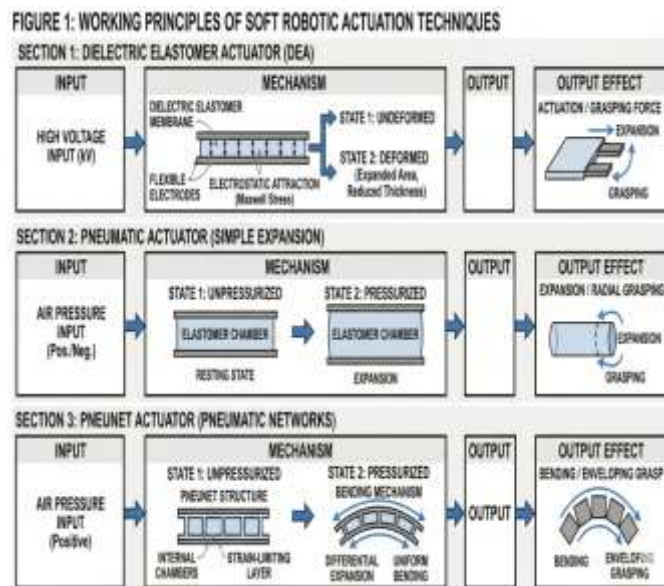 FIGURE 1: WORKING PRINCIPLES OF SOFT ROBOTIC ACTUATION TECHNIQUES
SECTION 1: DIELECTRIC ELASTOMER ACTUATOR (DEA)
INPUT
HIGH VOLTAGE
INPUT (kV)
MECHANISM
DIELECTRIC ELASTOMER
MEMBRANE
FLEXIBLE
ELECTRODES
ELECTROSTATIC ATTRACTION
(Maxwell Stress)
STATE 1: UNDEFORMED
STATE 2: DEFORMED
(Expanded Area,
Reduced Thickness)
OUTPUT
OUTPUT EFFECT
ACTUATION / GRASPING FORCE
EXPANSION
GRASPING
SECTION 2: PNEUMATIC ACTUATOR (SIMPLE EXPANSION)
INPUT
AIR PRESSURE
INPUT
(Pos./Neg.)
MECHANISM
STATE 1: UNPRESSURIZED
ELASTOMER CHAMBER
RESTING STATE
STATE 2: PRESSURIZED
ELASTOMER CHAMBER
EXPANSION
OUTPUT
OUTPUT EFFECT
EXPANSION / RADIAL GRASPING
EXPANSION
GRASPING
SECTION 3: PNEUNET ACTUATOR (PNEUMATIC NETWORKS)
INPUT
AIR PRESSURE
INPUT
(Positive)
MECHANISM
STATE 1: UNPRESSURIZED
PNEUNET STRUCTURE
INTERNAL
CHAMBERS
STRAIN-LIMITING
LAYER
STATE 2: PRESSURIZED
BENDING MECHANISM
DIFFERENTIAL
EXPANSION
UNIFORM
BENDING
OUTPUT
OUTPUT
OUTPUT EFFECT
BENDING / ENVELOPING GRASP
BENDING
ENVELOPING
GRASPING